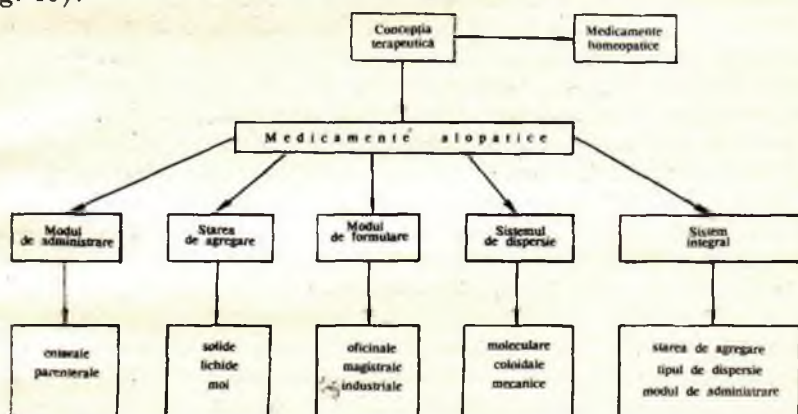 g. 10).
Concepția
terapeutică
Medicamente
homeopatice
Medicamente alopatice
Modul
de administrare
Starea
de agregare
Modul
de formulare
Sistemul
de dispersie
Sistem
integral
enterale
parenterale
solide
lichide
moi
oficinale
magistrale
industriale
moleculare
coloidale
mecanice
starea de agregare
tipul de dispersie
modul de administrare